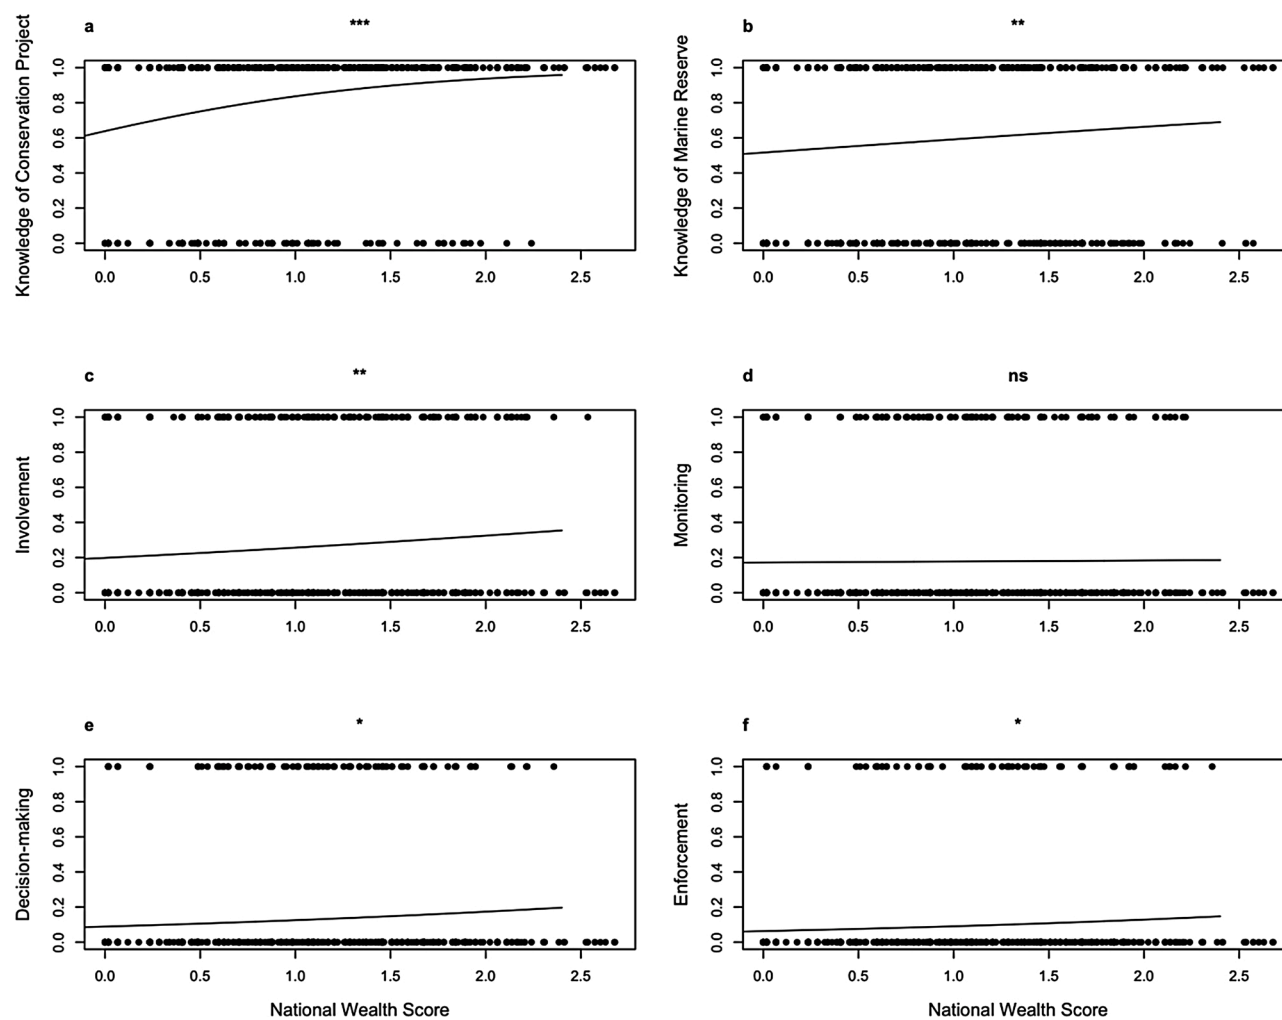 a ***
Knowledge of Conservation Project
0.0 0.2 0.4 0.6 0.8 1.0
0.0 0.5 1.0 1.5 2.0 2.5
b **
Knowledge of Marine Reserve
0.0 0.2 0.4 0.6 0.8 1.0
0.0 0.5 1.0 1.5 2.0 2.5
c **
Involvement
0.0 0.2 0.4 0.6 0.8 1.0
0.0 0.5 1.0 1.5 2.0 2.5
d ns
Monitoring
0.0 0.2 0.4 0.6 0.8 1.0
0.0 0.5 1.0 1.5 2.0 2.5
e *
Decision-making
0.0 0.2 0.4 0.6 0.8 1.0
0.0 0.5 1.0 1.5 2.0 2.5
National Wealth Score
f *
Enforcement
0.0 0.2 0.4 0.6 0.8 1.0
0.0 0.5 1.0 1.5 2.0 2.5
National Wealth Score